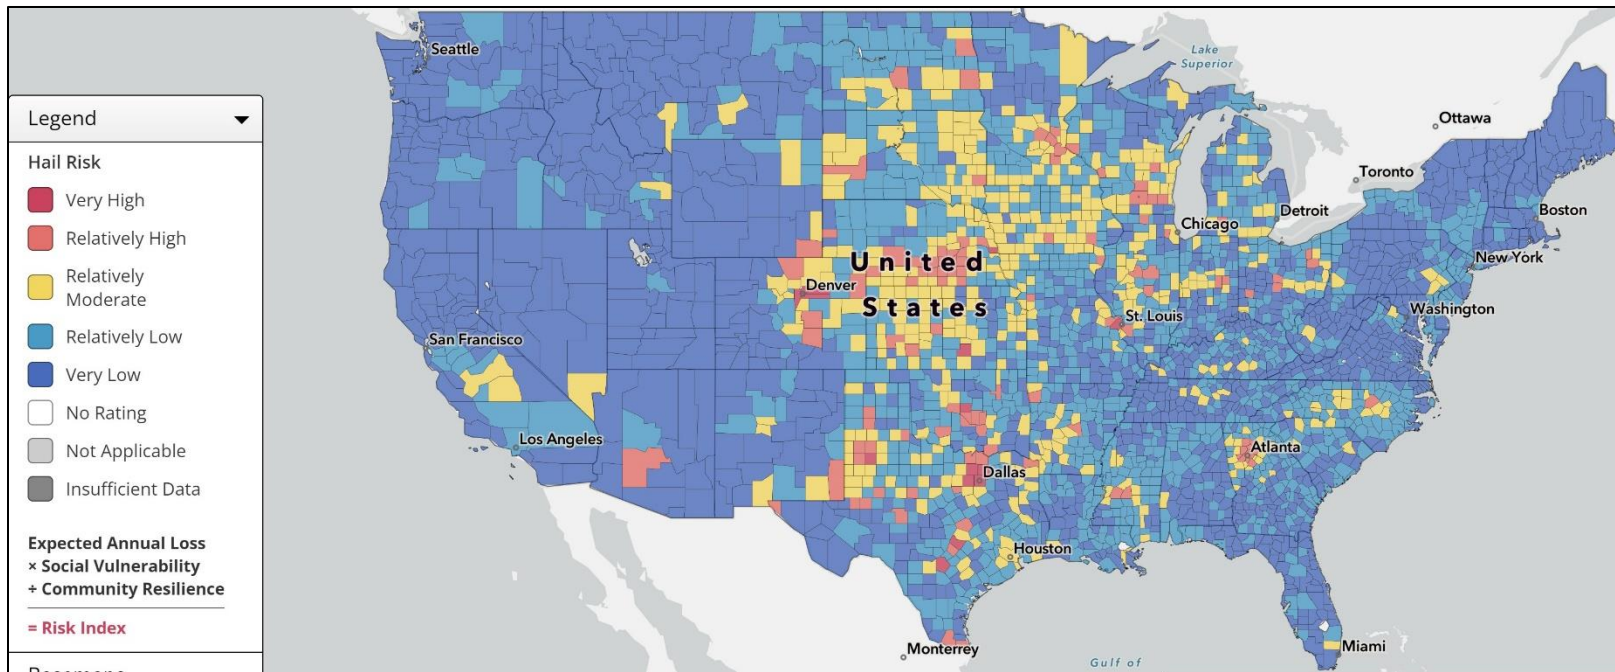 Legend
Hail Risk
Very High
Relatively High
Relatively
Moderate
Relatively Low
Very Low
No Rating
Not Applicable
Insufficient Data
Expected Annual Loss
× Social Vulnerability
÷ Community Resilience
= Risk Index
Seattle
Lake
Superior
Ottawa
Toronto
Boston
Detroit
Chicago
New York
United
States
Denver
Washington
St. Louis
San Francisco
Los Angeles
Atlanta
Dallas
Houston
Monterrey
Miami
Gulf of